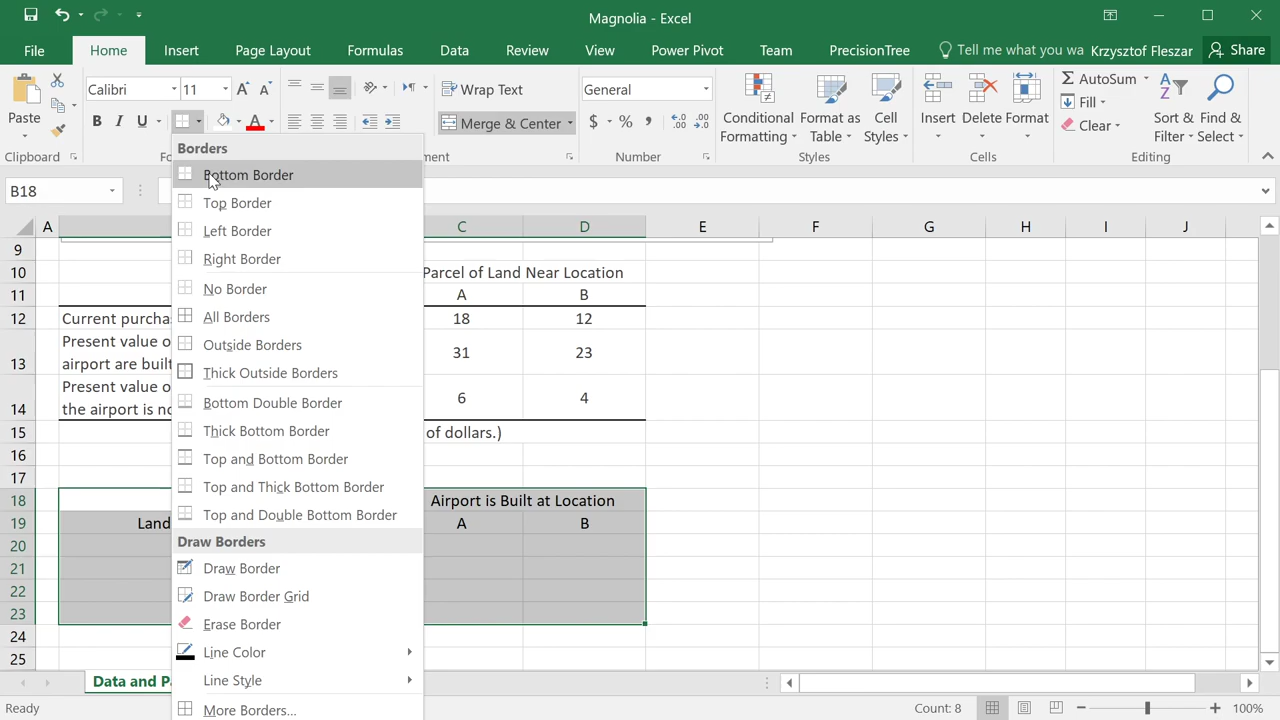 Magnolia - Excel
File Home Insert Page Layout Formulas Data Review View Power Pivot Team PrecisionTree Tell me what you wa Krzysztof Fleszar Share
Calibri 11 Wrap Text General AutoSum
Paste B I U A Merge & Center $ % , Conditional Formatting Format as Table Cell Styles Insert Delete Format Fill Clear Sort & Filter Find & Select
Clipboard Fo ment Number Styles Cells Editing
B18
A C D E F G H I J
Borders
Bottom Border
Top Border
Left Border
Right Border
No Border
All Borders
Outside Borders
Thick Outside Borders
Bottom Double Border
Thick Bottom Border
Top and Bottom Border
Top and Thick Bottom Border
Top and Double Bottom Border
Draw Borders
Draw Border
Draw Border Grid
Erase Border
Line Color
Line Style
More Borders...
9
10 Parcel of Land Near Location
11 A B
12 Current purcha 18 12
Present value o
13 airport are buil 31 23
Present value o
14 the airport is no 6 4
15 of dollars.)
16
17
18 Airport is Built at Location
19 Land A B
20
21
22
23
24
25
Data and P
Ready Count: 8 100%